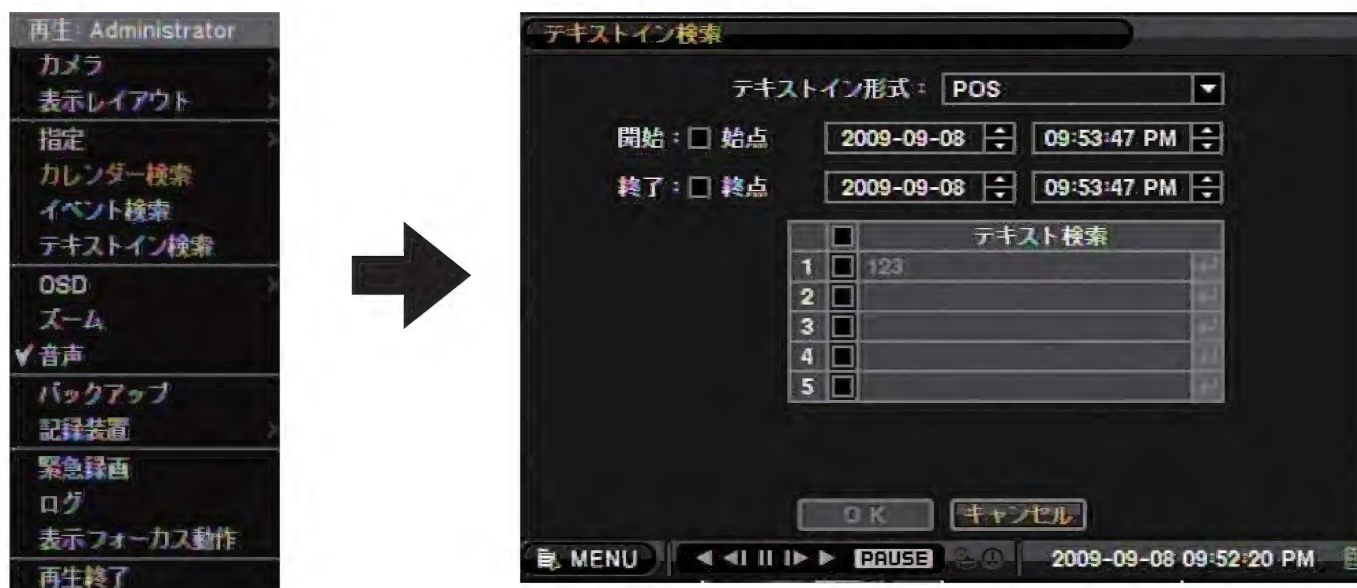 再生: Administrator
カメラ
表示レイアウト
指定
カレンダー検索
イベント検索
テキストイン検索
OSD
ズーム
音声
バックアップ
記録装置
緊急録画
ログ
表示フォーカス動作
再生終了
テキストイン検索
テキストイン形式： POS
開始： 始点 2009-09-08 09:53:47 PM
終了： 終点 2009-09-08 09:53:47 PM
テキスト検索
1 123
2
3
4
5
OK キャンセル
MENU PAUSE 2009-09-08 09:52:20 PM